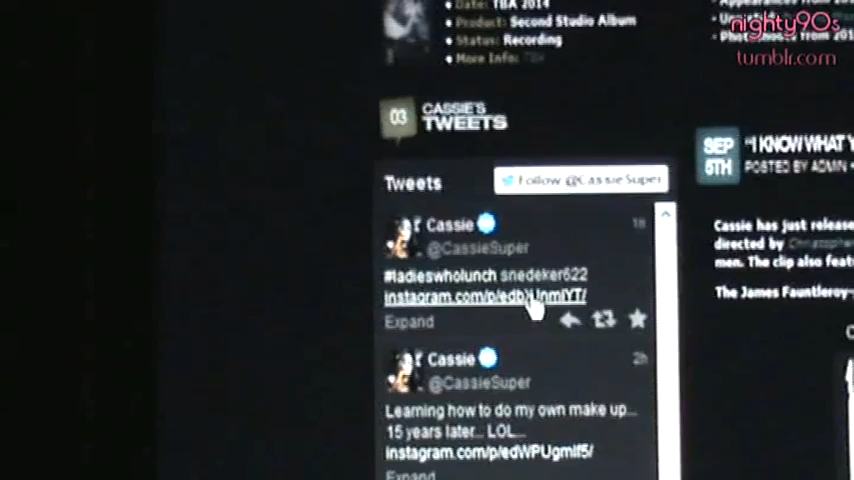 Date: TBA 2014
Product: Second Studio Album
Status: Recording
More Info:
nighty90s
tumblr.com
03
CASSIE'S
TWEETS
SEP
5TH
"I KNOW WHAT Y
POSTED BY ADMIN
Tweets
Follow @CassieSuper
Cassie
1h
@CassieSuper
#ladieswholunch snedeker622
Expand
Cassie
2h
@CassieSuper
Learning how to do my own make up...
15 years later... LOL...
instagram.com/p/edWPUgmlf5/
Expand
Cassie has just release
directed by
men. The clip also feat
The James Fauntleroy-